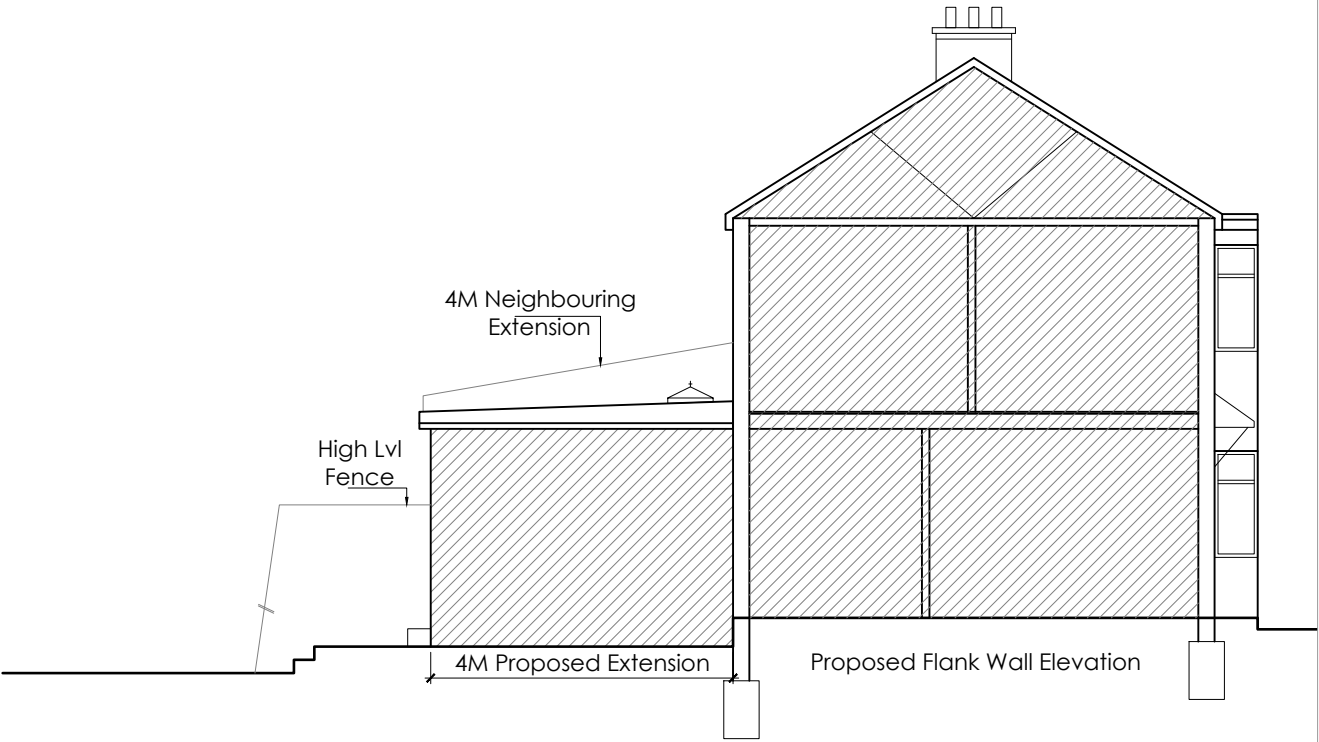 4M Neighbouring
Extension
High Lvl
Fence
4M Proposed Extension
Proposed Flank Wall Elevation